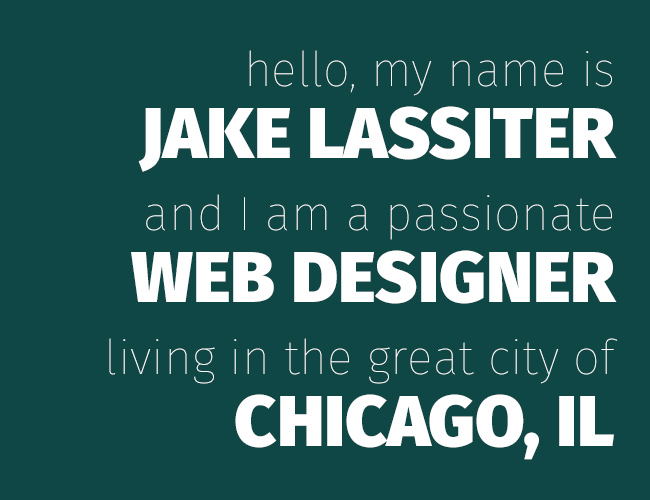 hello, my name is
JAKE LASSITER
and I am a passionate
WEB DESIGNER
living in the great city of
CHICAGO, IL